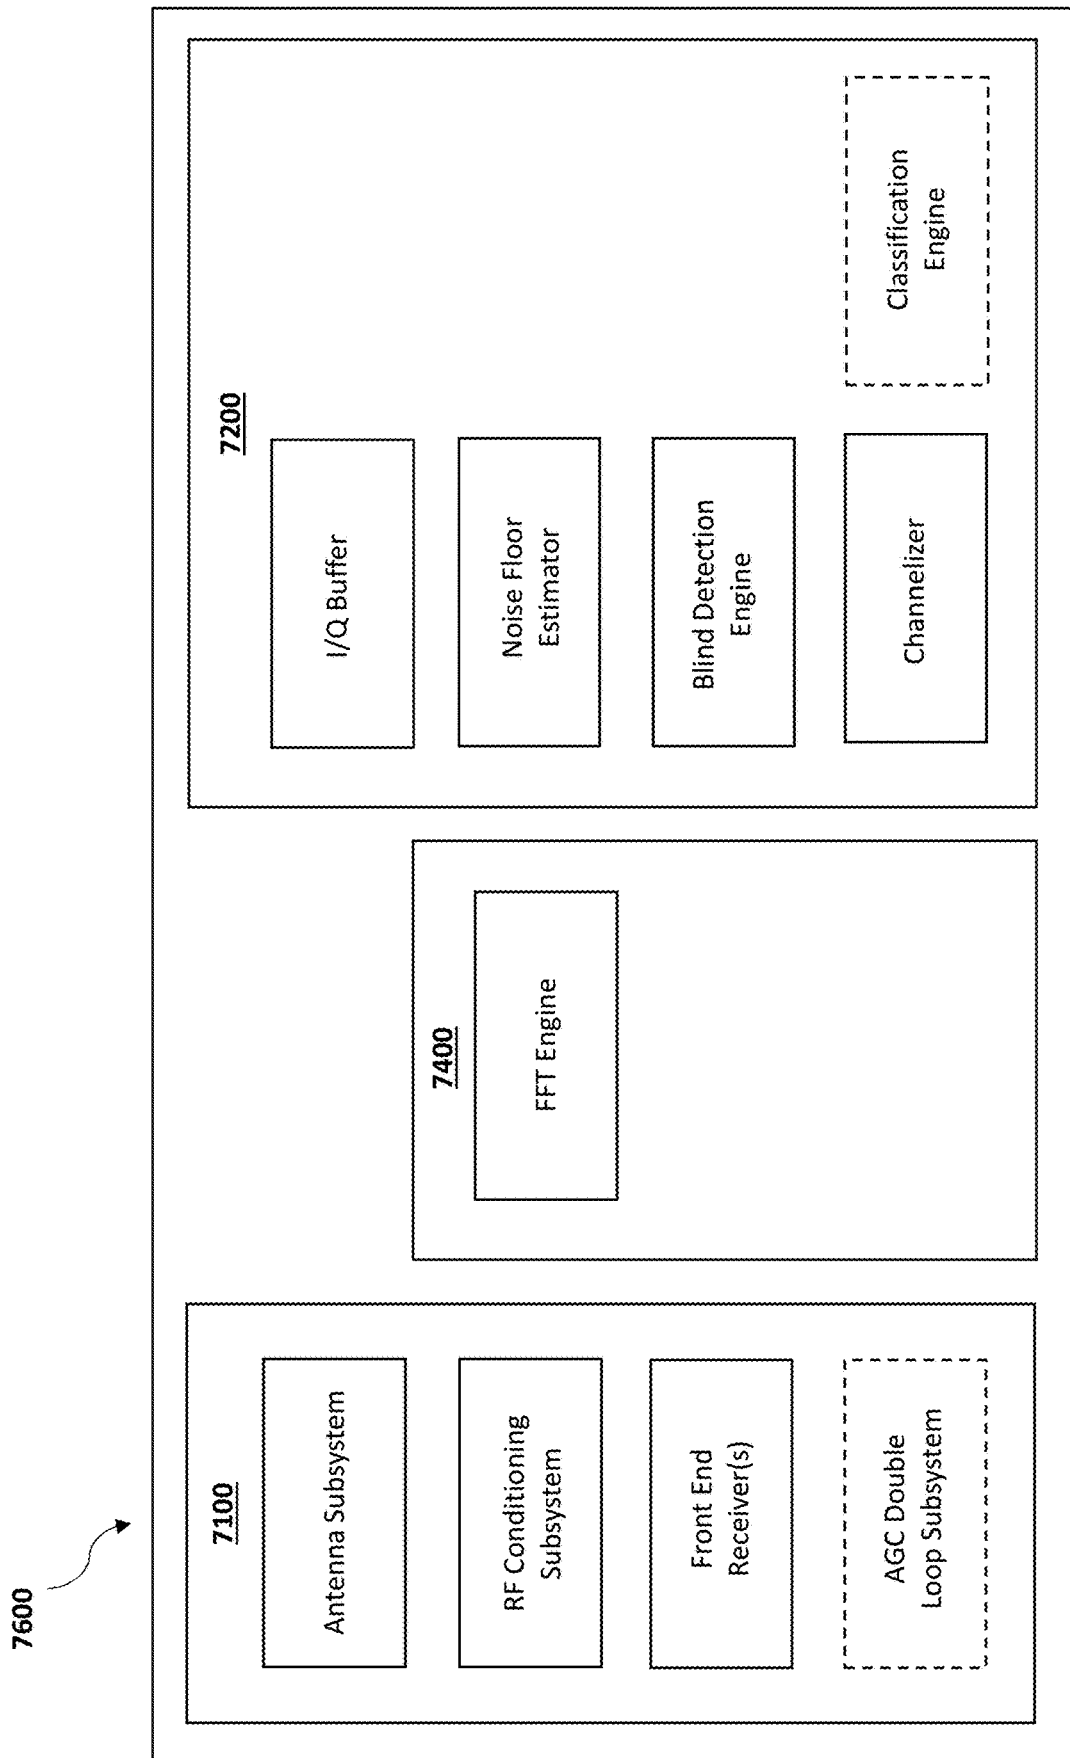 7600
7100
Antenna Subsystem
RF Conditioning
Subsystem
Front End
Receiver(s)
AGC Double
Loop Subsystem
7400
FFT Engine
7200
I/Q Buffer
Noise Floor
Estimator
Blind Detection
Engine
Channelizer
Classification
Engine